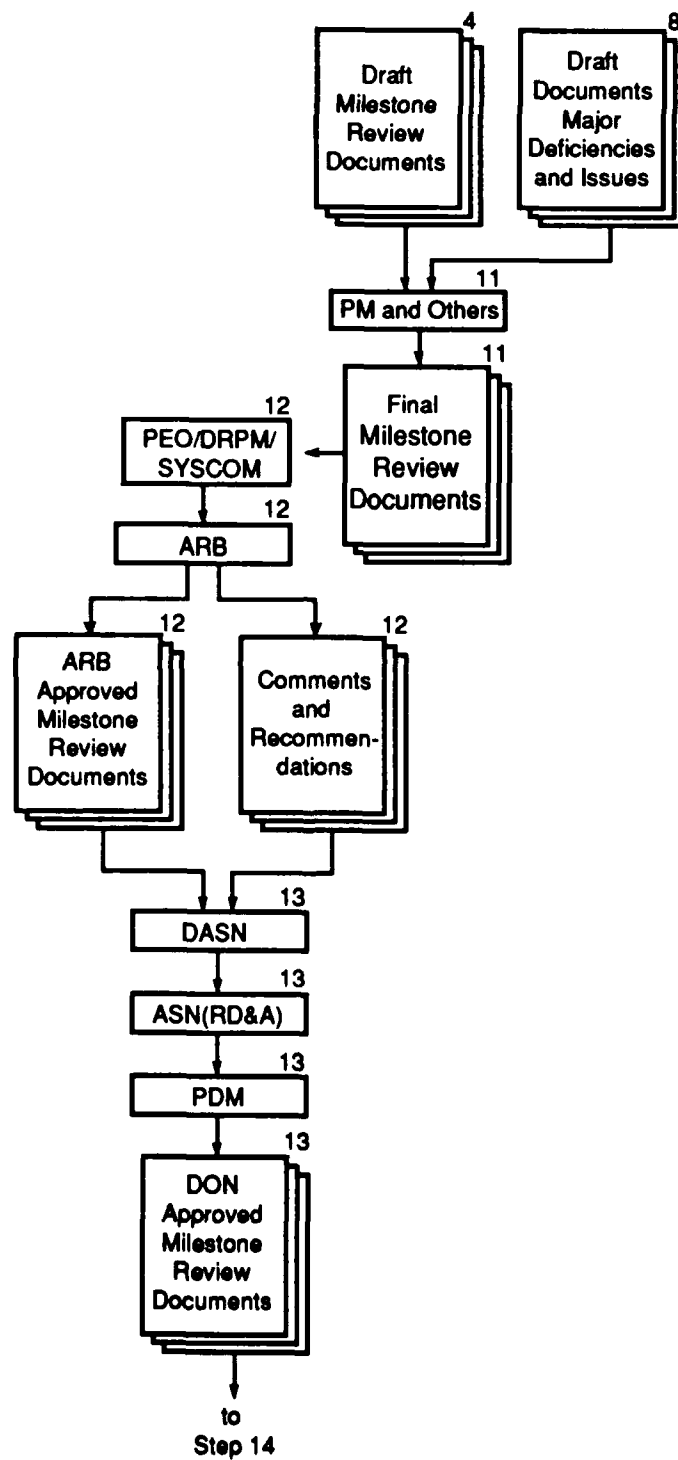 4
Draft
Milestone
Review
Documents
8
Draft
Documents
Major
Deficiencies
and Issues
11
PM and Others
11
Final
Milestone
Review
Documents
12
PEO/DRPM/
SYSCOM
12
ARB
12
ARB
Approved
Milestone
Review
Documents
12
Comments
and
Recommen-
dations
13
DASN
13
ASN(RD&A)
13
PDM
13
DON
Approved
Milestone
Review
Documents
to
Step 14